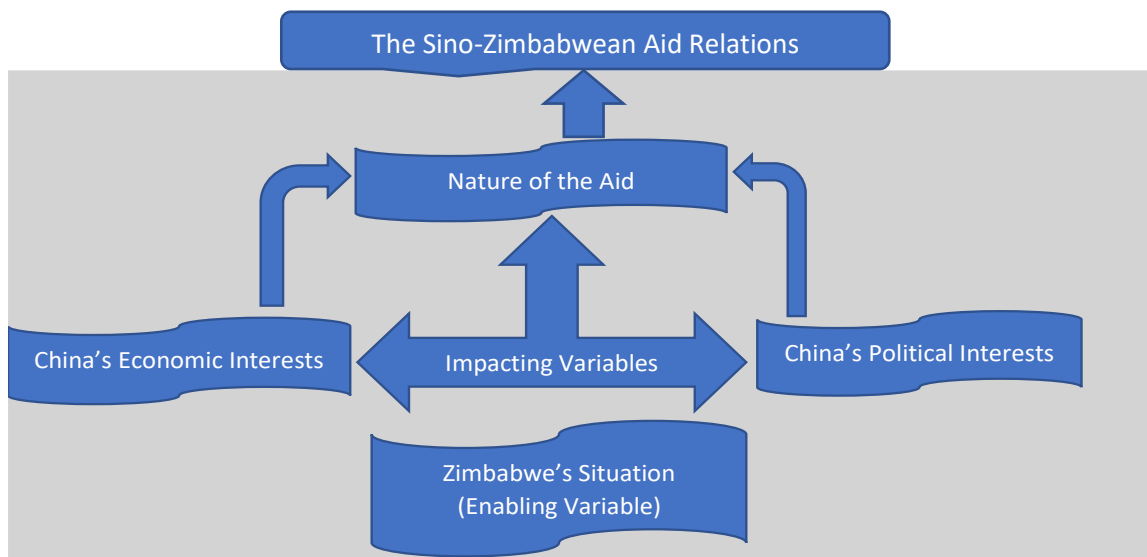 The Sino-Zimbabwean Aid Relations
Nature of the Aid
China’s Economic Interests
Impacting Variables
China’s Political Interests
Zimbabwe’s Situation
(Enabling Variable)